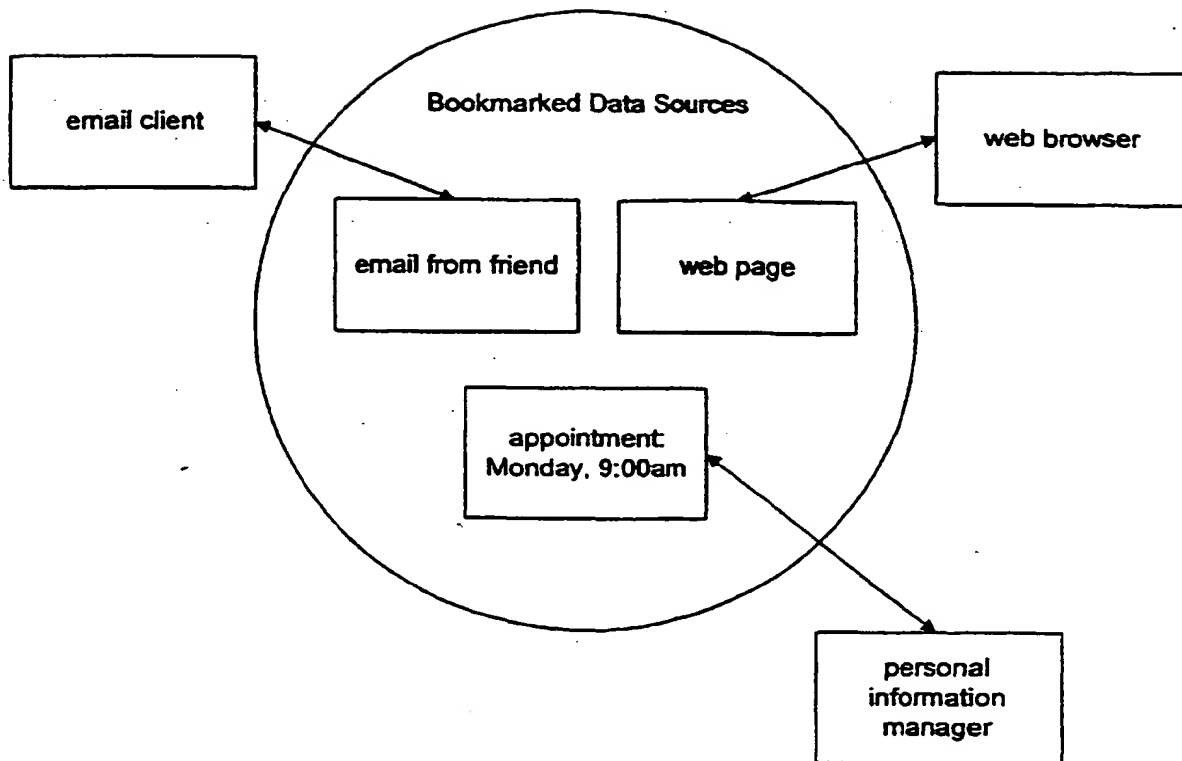 Bookmarked Data Sources
email client
web browser
email from friend
web page
appointment:
Monday, 9:00am
personal
information
manager